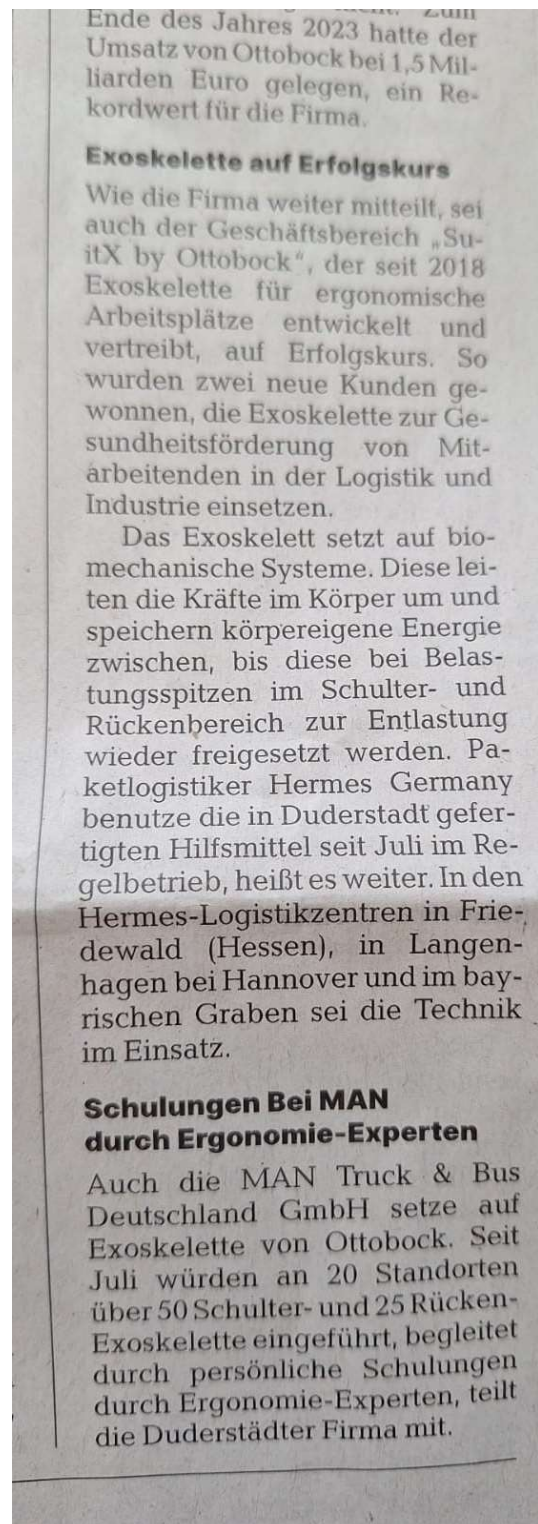 Zum
Ende des Jahres 2023 hatte der
Umsatz von Ottobock bei 1,5 Mil-
liarden Euro gelegen, ein Re-
kordwert für die Firma.
Exoskelette auf Erfolgskurs
Wie die Firma weiter mitteilt, sei
auch der Geschäftsbereich „Su-
itX by Ottobock“, der seit 2018
Exoskelette für ergonomische
Arbeitsplätze entwickelt und
vertreibt, auf Erfolgskurs. So
wurden zwei neue Kunden ge-
wonnen, die Exoskelette zur Ge-
sundheitsförderung von Mit-
arbeitenden in der Logistik und
Industrie einsetzen.
Das Exoskelett setzt auf bio-
mechanische Systeme. Diese lei-
ten die Kräfte im Körper um und
speichern körpereigene Energie
zwischen, bis diese bei Belas-
tungsspitzen im Schulter- und
Rückenbereich zur Entlastung
wieder freigesetzt werden. Pa-
ketlogistiker Hermes Germany
benutze die in Duderstadt gefer-
tigten Hilfsmittel seit Juli im Re-
gelbetrieb, heißt es weiter. In den
Hermes-Logistikzentren in Frie-
dewald (Hessen), in Langen-
hagen bei Hannover und im bay-
rischen Graben sei die Technik
im Einsatz.
Schulungen Bei MAN
durch Ergonomie-Experten
Auch die MAN Truck & Bus
Deutschland GmbH setze auf
Exoskelette von Ottobock. Seit
Juli würden an 20 Standorten
über 50 Schulter- und 25 Rücken-
Exoskelette eingeführt, begleitet
durch persönliche Schulungen
durch Ergonomie-Experten, teilt
die Duderstädter Firma mit.